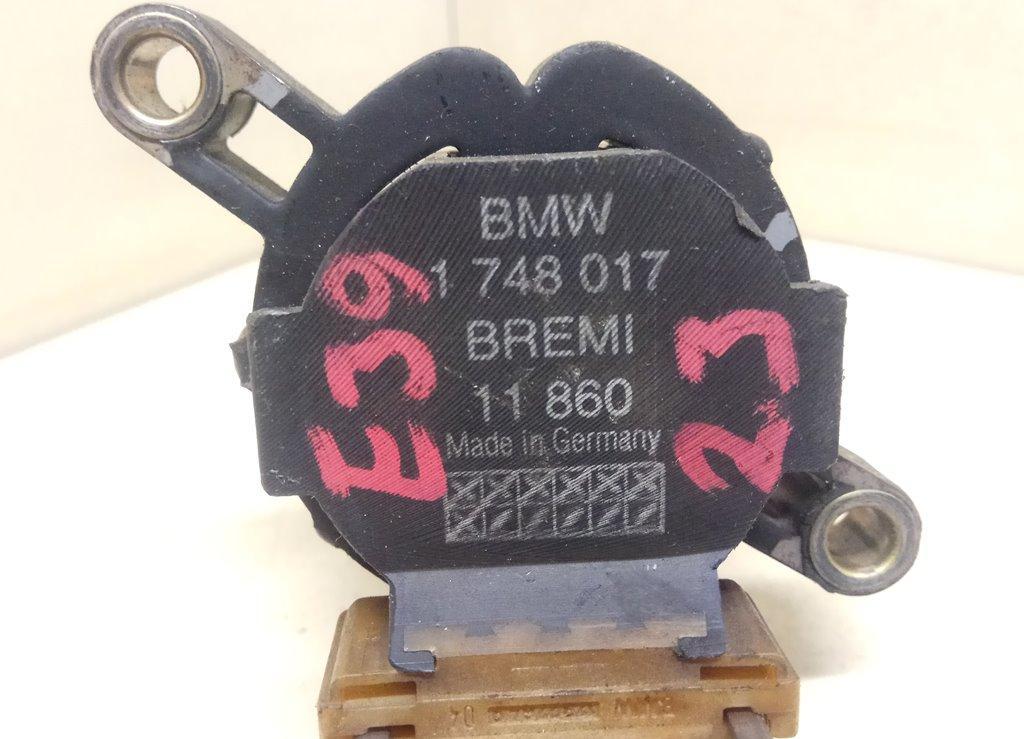 BMW
1 748 017
BREMI
11 860
Made in Germany
E39
2.3